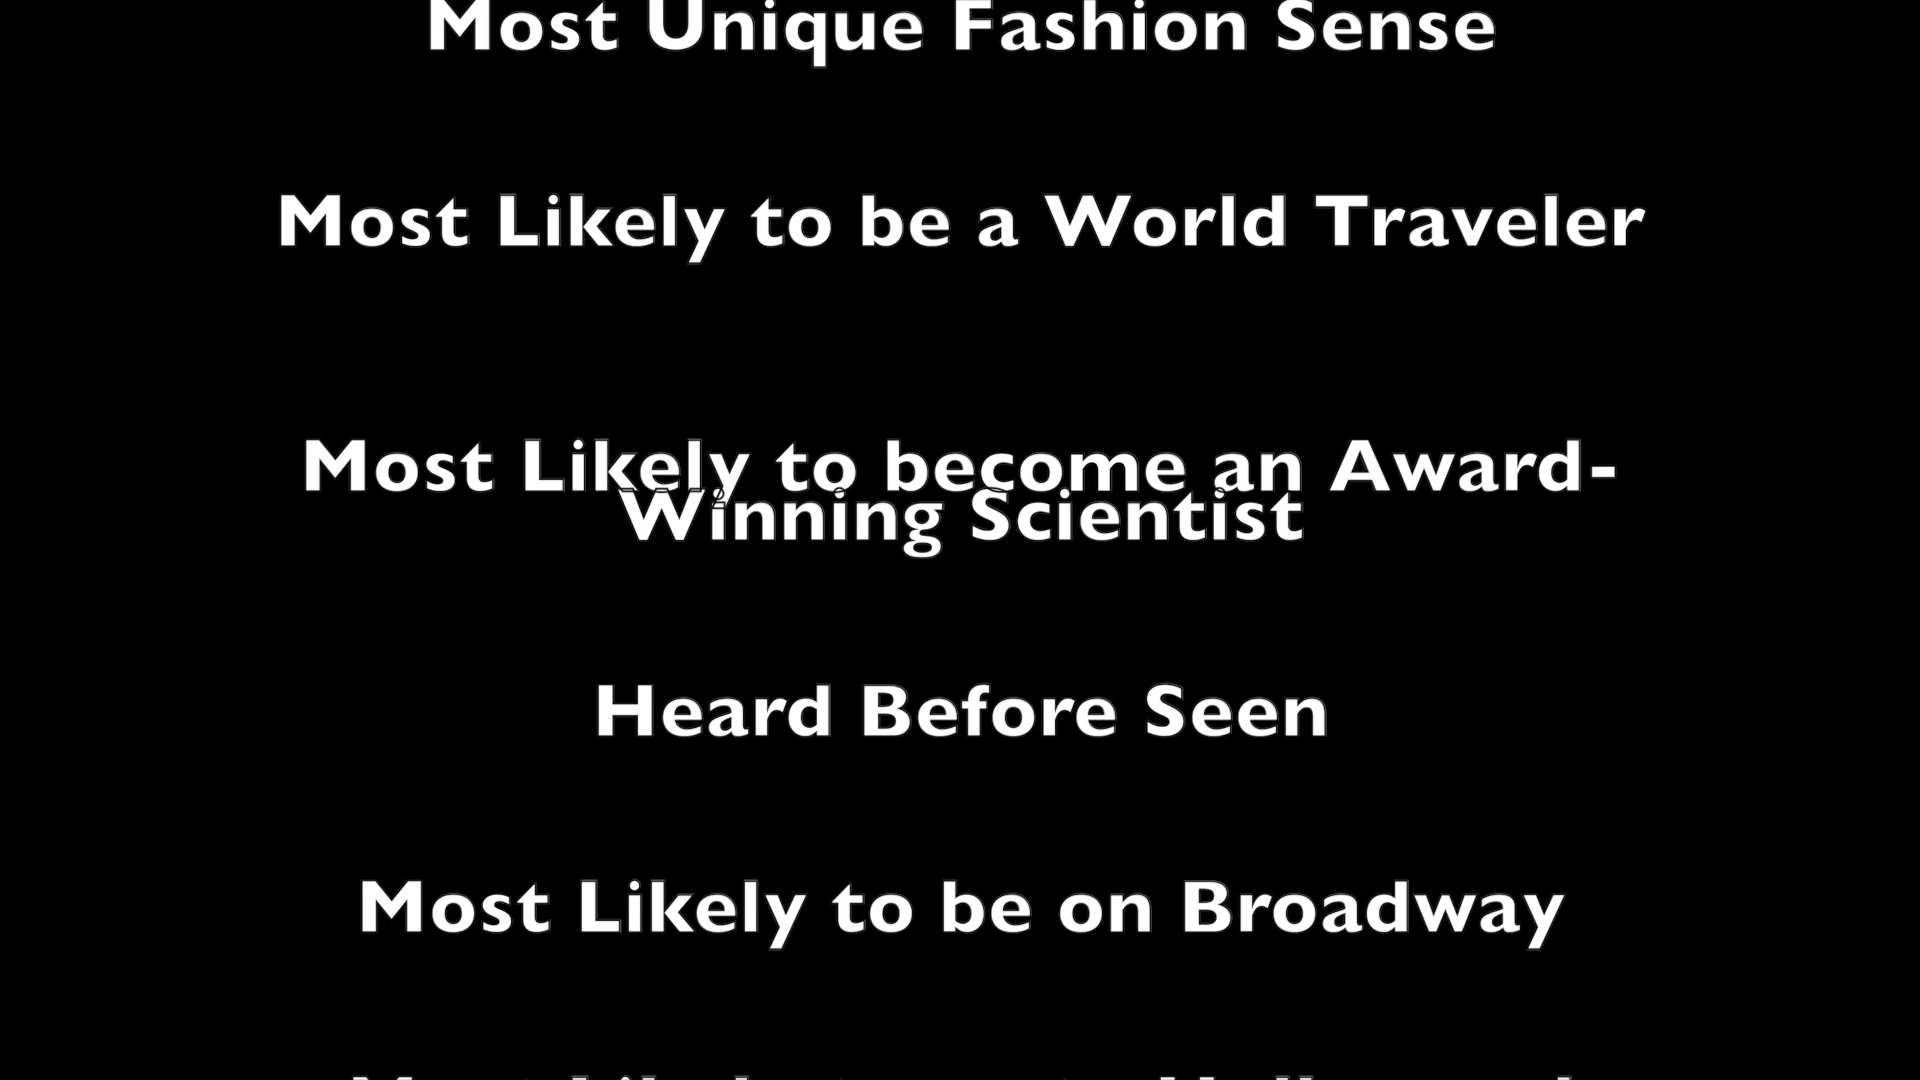 Most Unique Fashion Sense
Most Likely to be a World Traveler
Most Likely to become an Award-
Winning Scientist
Heard Before Seen
Most Likely to be on Broadway